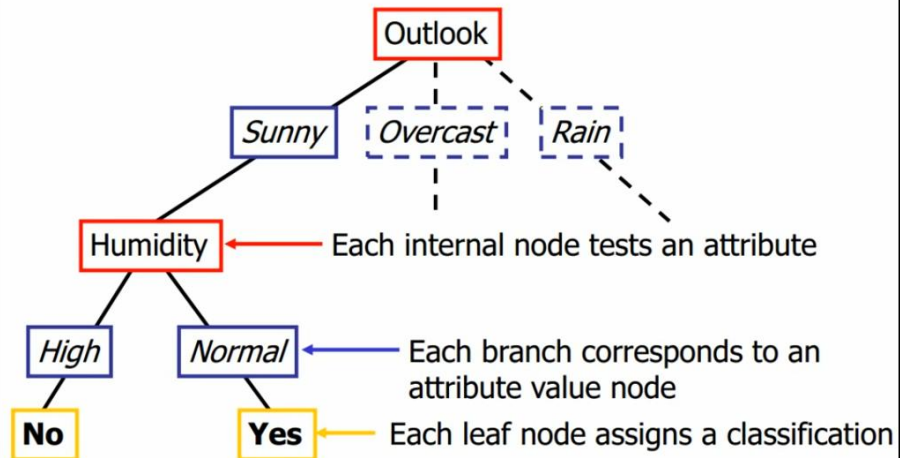 Outlook
Sunny
Overcast
Rain
Humidity
Each internal node tests an attribute
High
Normal
Each branch corresponds to an
attribute value node
No
Yes
Each leaf node assigns a classification